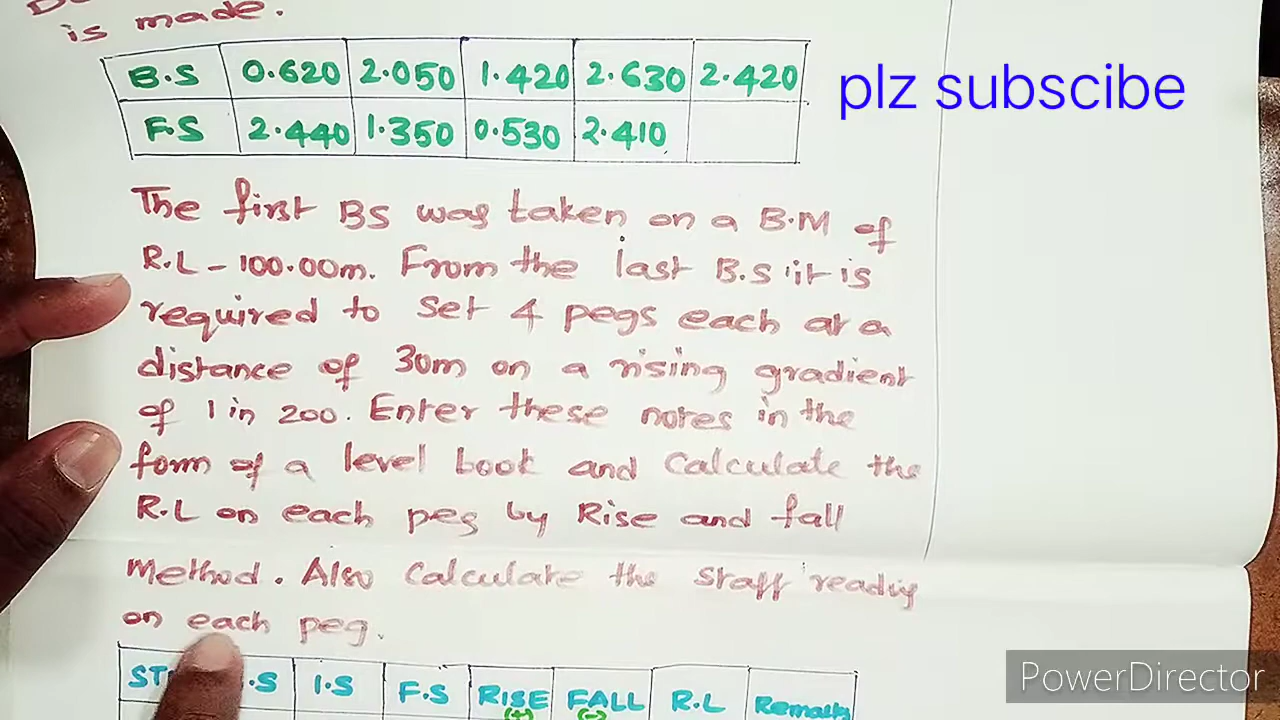 is made.
B.S 0.620 2.050 1.420 2.630 2.420
plz subscibe
F.S 2.440 1.350 0.530 2.410
The first BS was taken on a B.M of
R.L - 100.00m. From the last B.S it is
required to set 4 pegs each at a
distance of 30m on a rising gradient
of 1 in 200. Enter these notes in the
form of a level book and calculate the
R.L on each peg by Rise and fall
Method. Also calculate the staff readig
on each peg.
.S I.S F.S RISE FALL R.L Remarks
(+) (-)
PowerDirector